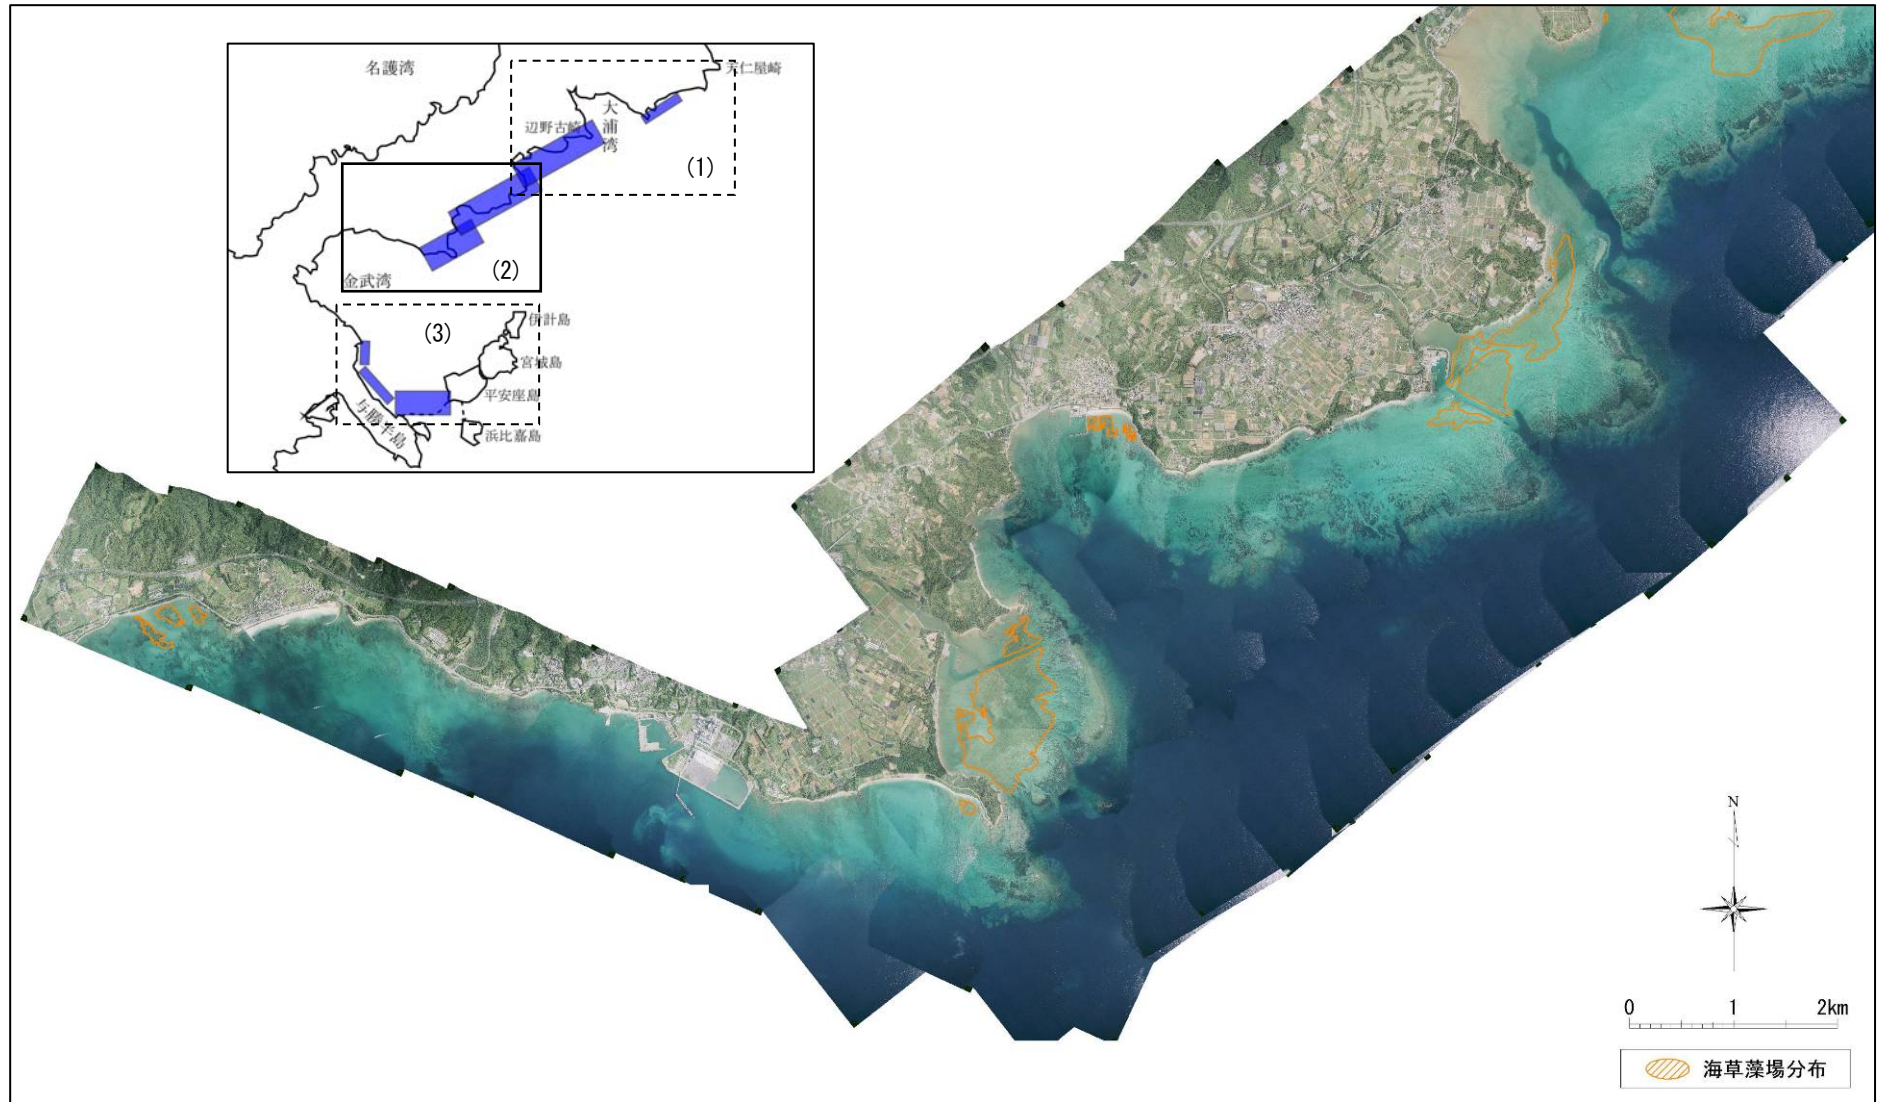 名護湾
天仁屋崎
大浦湾
辺野古崎
(1)
(2)
金武湾
(3)
伊計島
宮城島
平安座島
与勝半島
浜比嘉島
N
0 1 2km
海草藻場分布